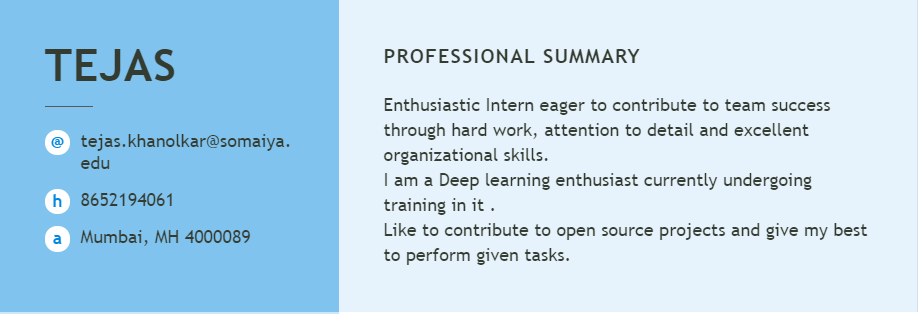 TEJAS
@ tejas.khanolkar@somaiya.
edu
h 8652194061
a Mumbai, MH 4000089
PROFESSIONAL SUMMARY
Enthusiastic Intern eager to contribute to team success
through hard work, attention to detail and excellent
organizational skills.
I am a Deep learning enthusiast currently undergoing
training in it .
Like to contribute to open source projects and give my best
to perform given tasks.